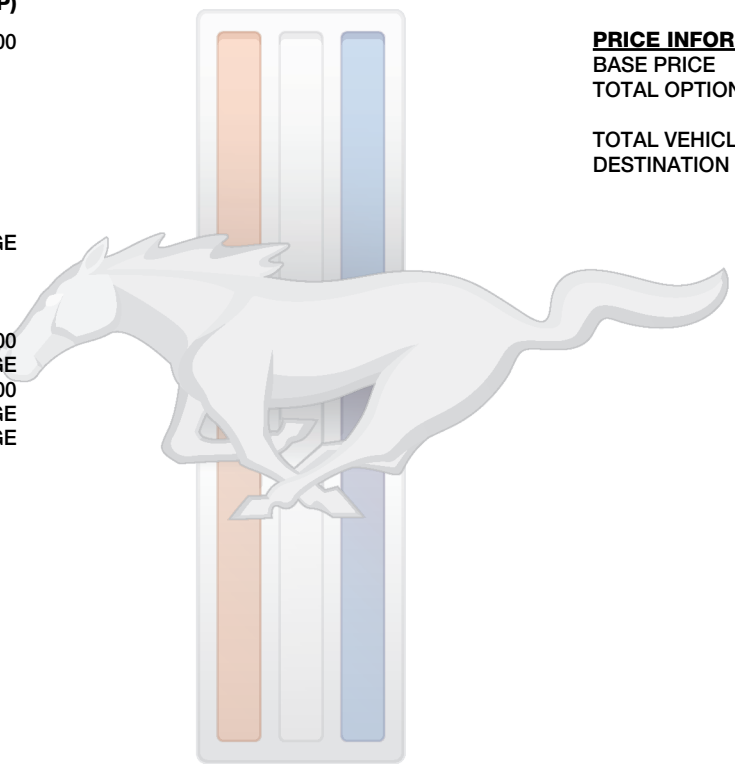 P)
00
GE
00
GE
00
GE
GE
PRICE INFOR
BASE PRICE
TOTAL OPTION
TOTAL VEHICL
DESTINATION